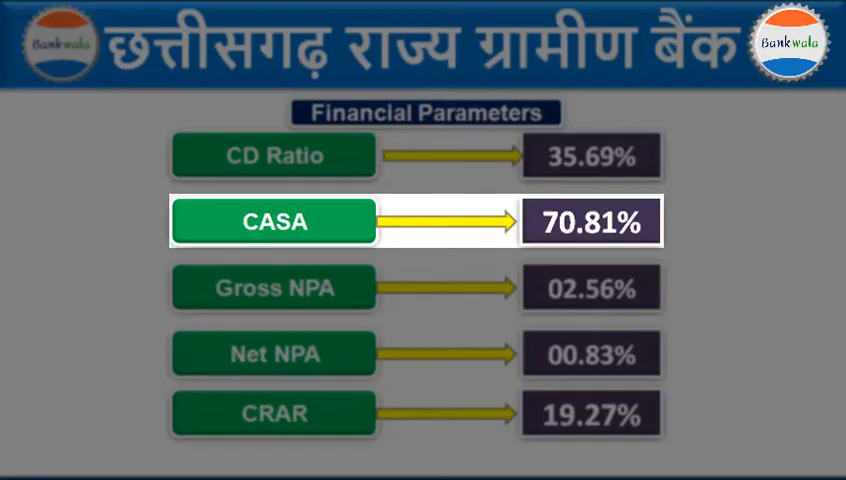 Bankwala छत्तीसगढ़ राज्य ग्रामीण बैंक Bankwala
Financial Parameters
CD Ratio 35.69%
CASA 70.81%
Gross NPA 02.56%
Net NPA 00.83%
CRAR 19.27%